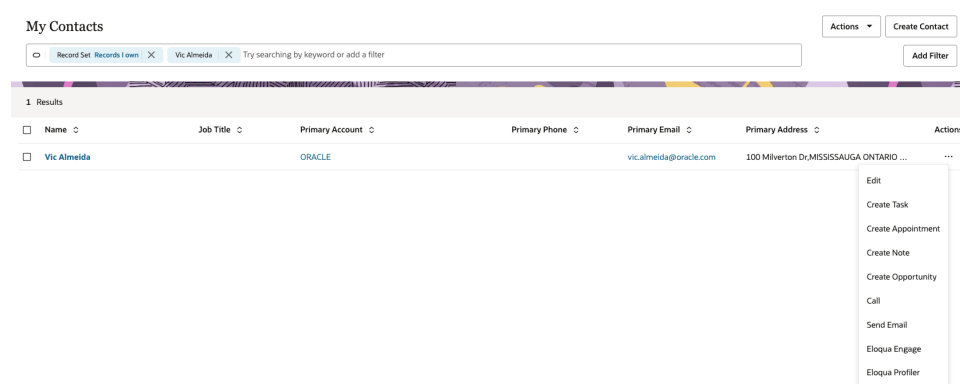 My Contacts
Actions Create Contact
Record Set Records I own Vic Almeida Try searching by keyword or add a filter
Add Filter
1 Results
Name Job Title Primary Account Primary Phone Primary Email Primary Address Actions
Vic Almeida ORACLE vic.almeida@oracle.com 100 Milverton Dr,MISSISSAUGA ONTARIO ... ...
Edit
Create Task
Create Appointment
Create Note
Create Opportunity
Call
Send Email
Eloqua Engage
Eloqua Profiler